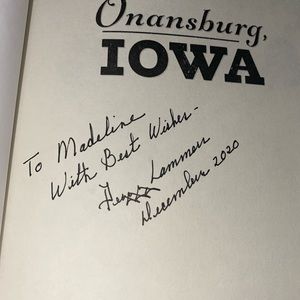 Onansburg,
IOWA
To Madeline
With Best Wishes-
Lammers
December 2020